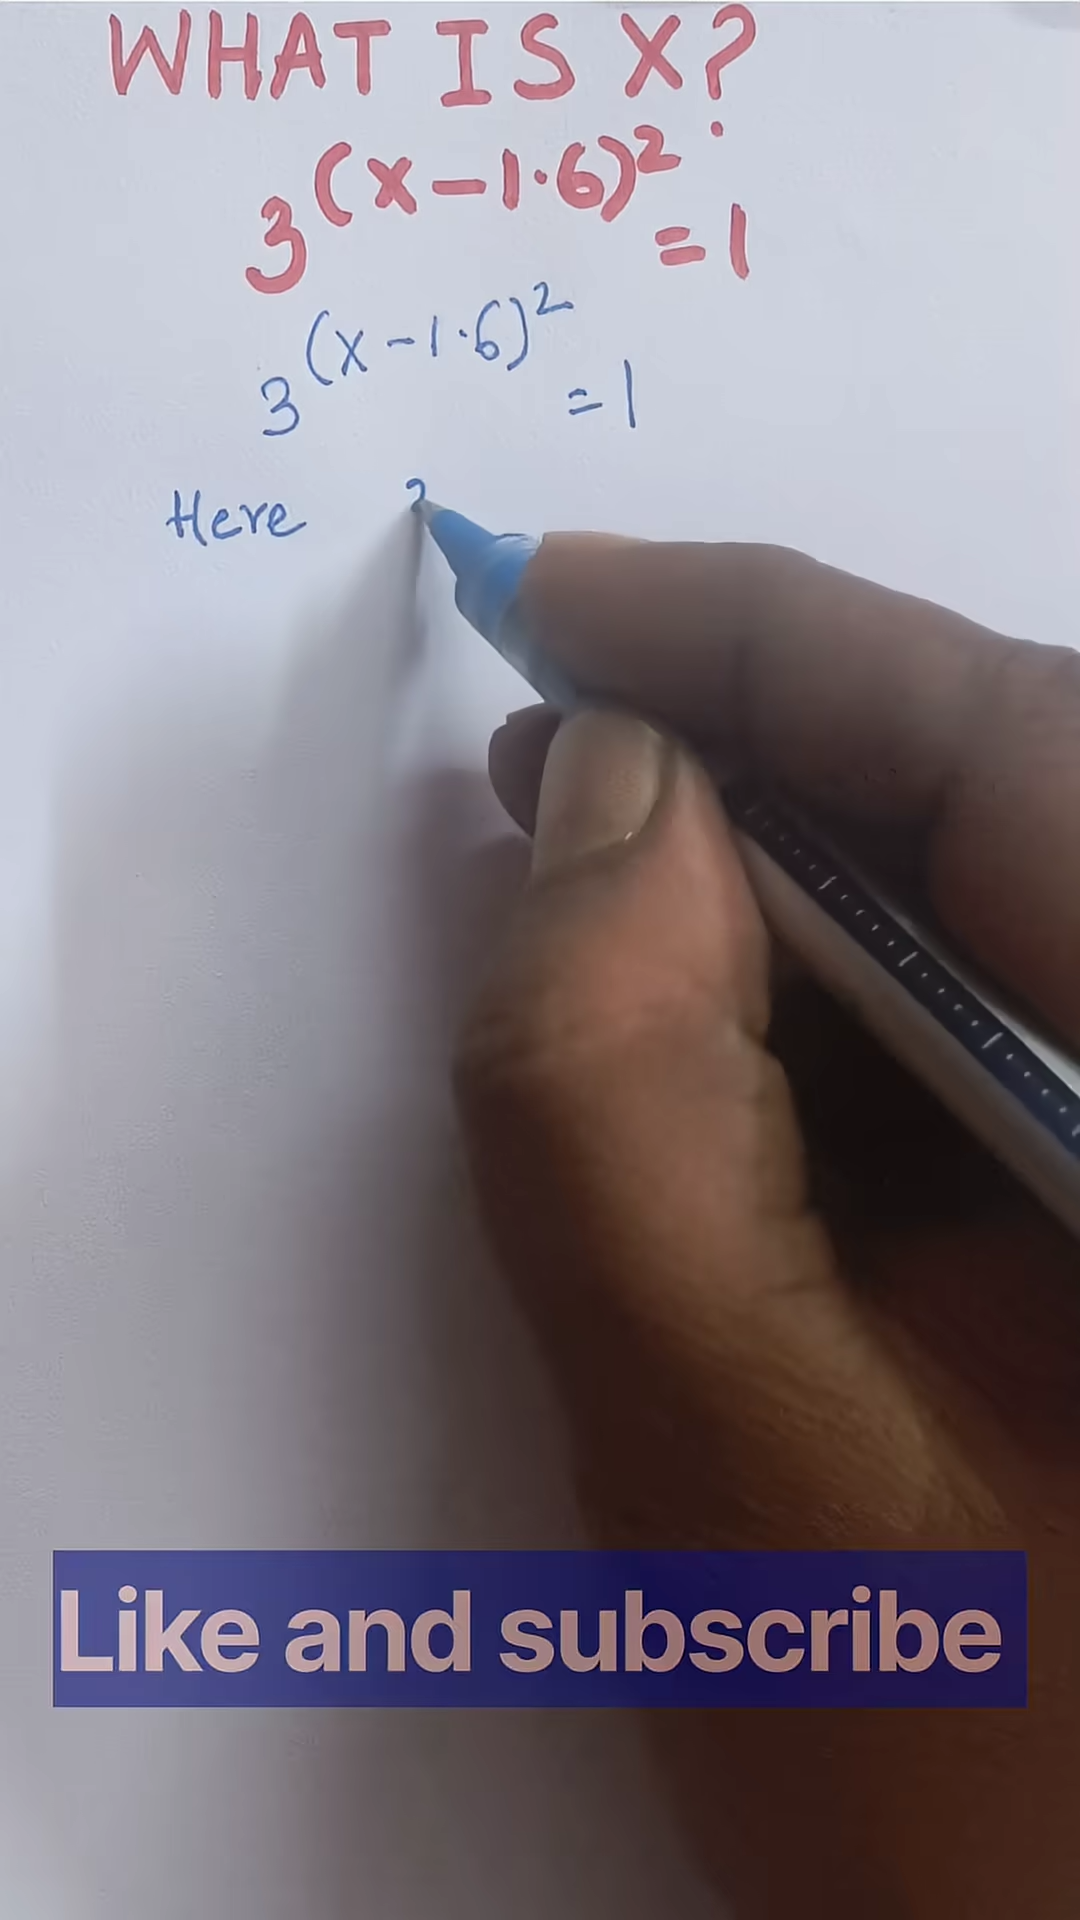 WHAT IS X?
3^(x-1·6)^2 = 1
3^(x-1·6)^2 = 1
Here
Like and subscribe